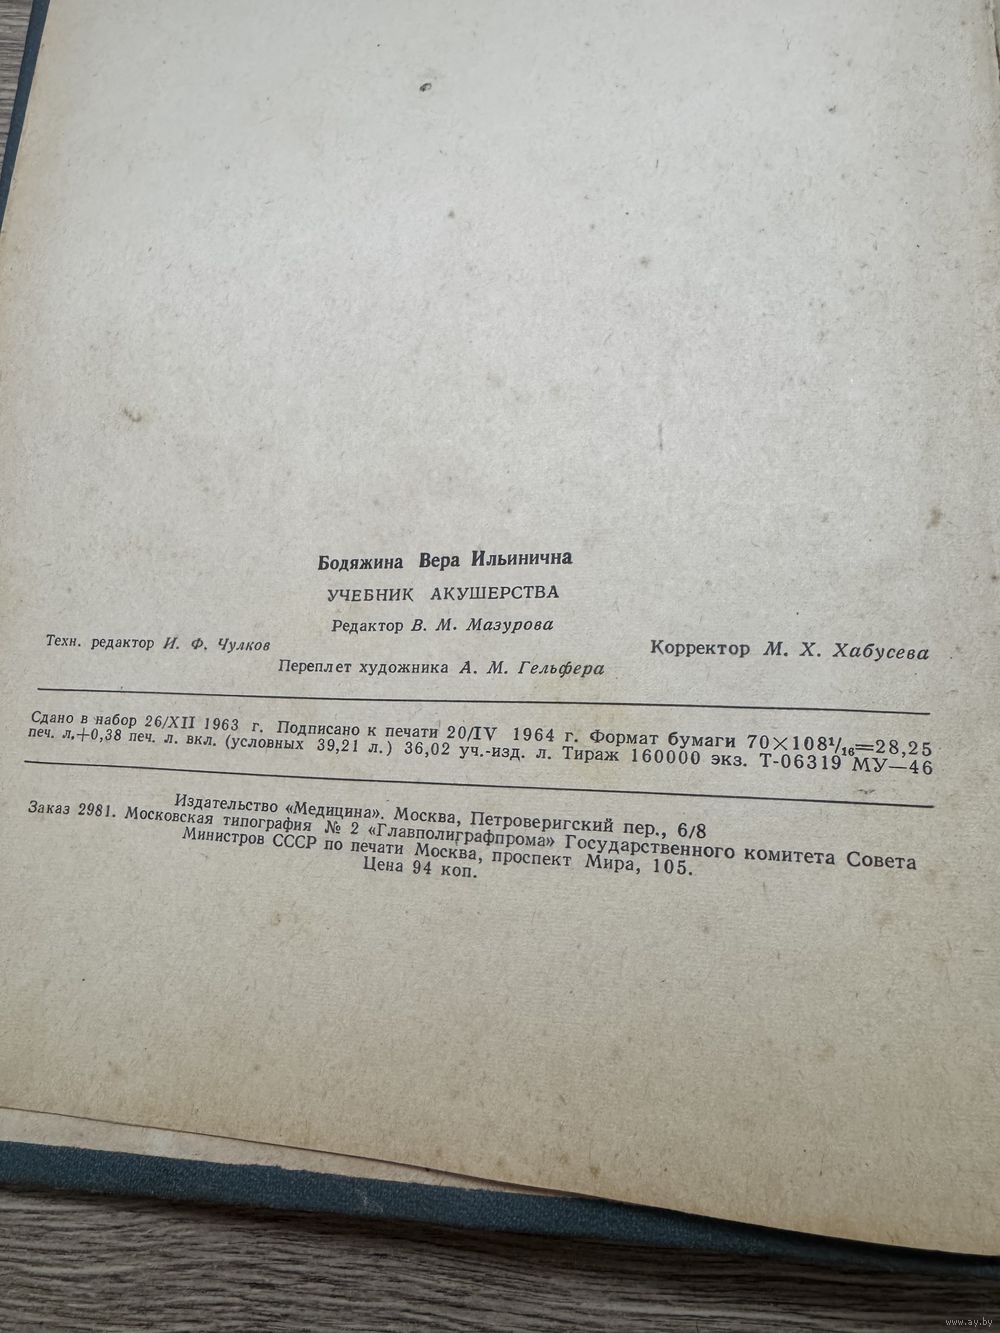 Бодяжина Вера Ильинична
УЧЕБНИК АКУШЕРСТВА
Редактор В. М. Мазурова
Техн. редактор И. Ф. Чулков Корректор М. Х. Хабусева
Переплет художника А. М. Гельфера
Сдано в набор 26/XII 1963 г. Подписано к печати 20/IV 1964 г. Формат бумаги 70×108¹/₁₆=28,25
печ. л.+0,38 печ. л. вкл. (условных 39,21 л.) 36,02 уч.-изд. л. Тираж 160000 экз. Т-06319 МУ—46
Издательство «Медицина». Москва, Петроверигский пер., 6/8
Заказ 2981. Московская типография № 2 «Главполиграфпрома» Государственного комитета Совета
Министров СССР по печати Москва, проспект Мира, 105.
Цена 94 коп.
www.ay.by